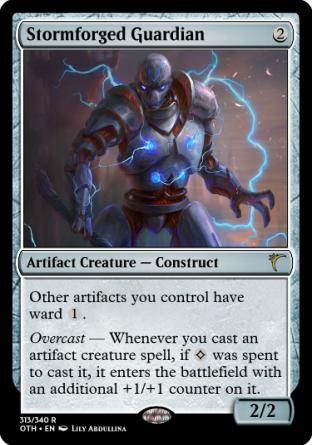 Stormforged Guardian 2
Artifact Creature — Construct
Other artifacts you control have
ward 1 .
Overcast — Whenever you cast an
artifact creature spell, if ◇ was spent
to cast it, it enters the battlefield with
an additional +1/+1 counter on it.
2/2
313/340 R
OTH • EN Lily Abdullina